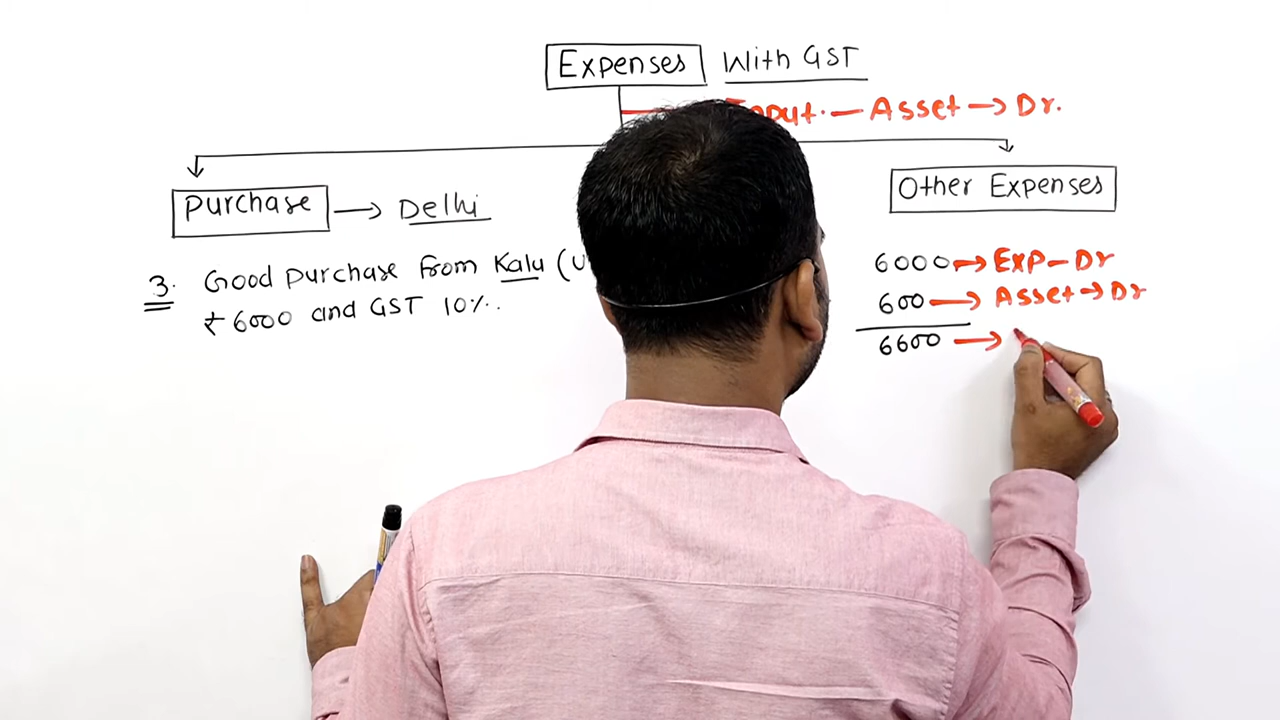 Expenses With GST
Input. — Asset → Dr.
Purchase → Delhi
Other Expenses
3. Good purchase from Kalu (U
₹ 6000 and GST 10%.
6000 → Exp - Dr
600 → Asset → Dr
6600 →